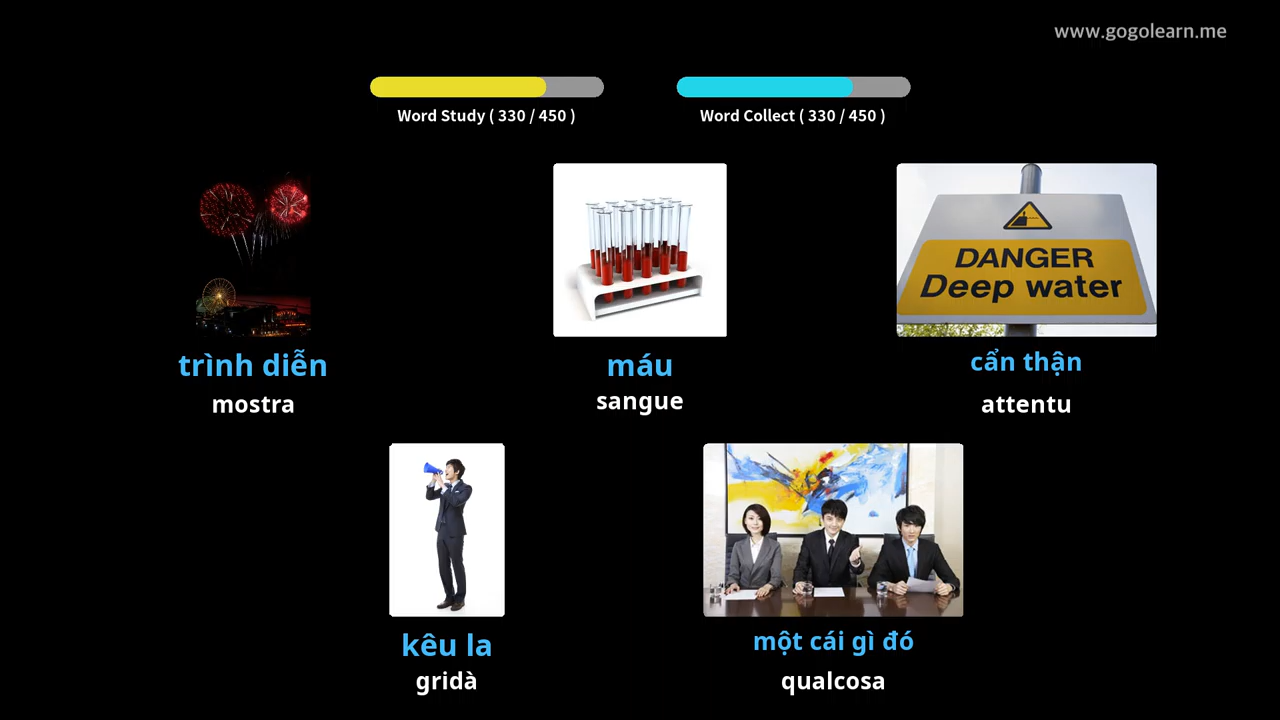 www.gogolearn.me
Word Study ( 330 / 450 )
Word Collect ( 330 / 450 )
DANGER
Deep water
trình diễn
mostra
máu
sangue
cẩn thận
attentu
kêu la
gridà
một cái gì đó
qualcosa